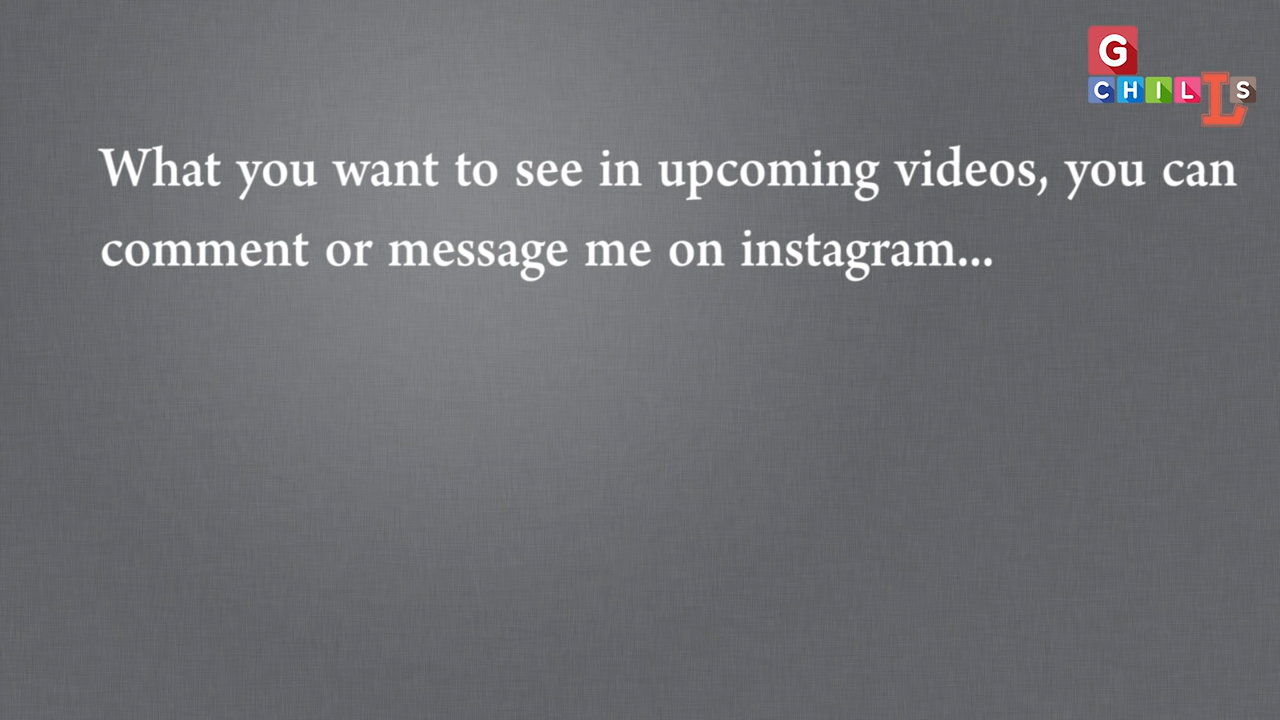 G
CHILLS
What you want to see in upcoming videos, you can
comment or message me on instagram...